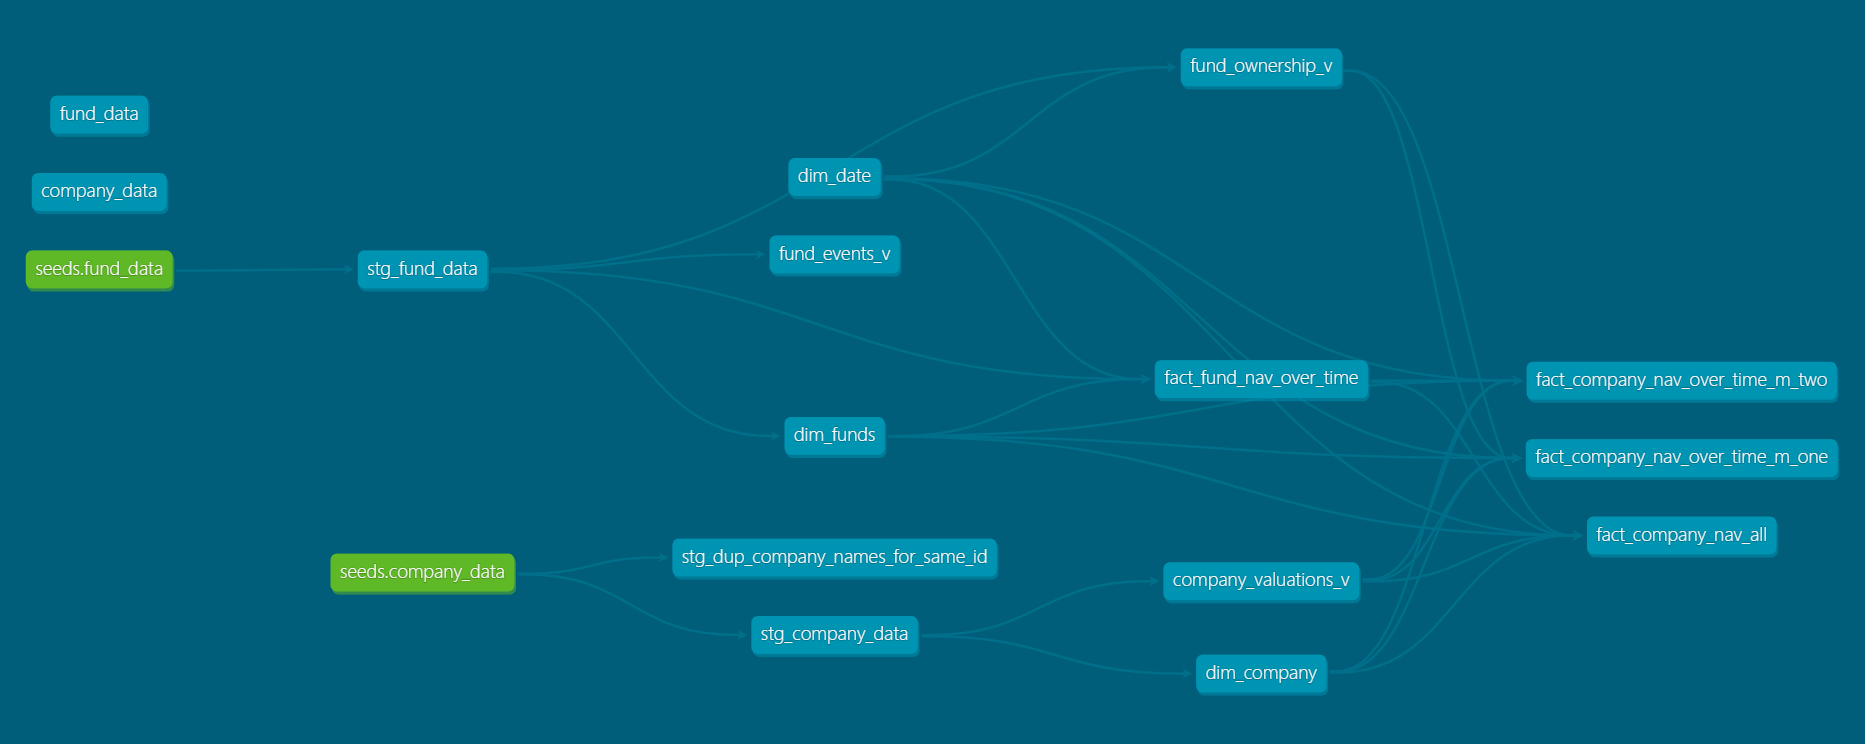 fund_ownership_v
fund_data
dim_date
company_data
fund_events_v
seeds.fund_data
stg_fund_data
fact_fund_nav_over_time
fact_company_nav_over_time_m_two
dim_funds
fact_company_nav_over_time_m_one
fact_company_nav_all
stg_dup_company_names_for_same_id
seeds.company_data
company_valuations_v
stg_company_data
dim_company